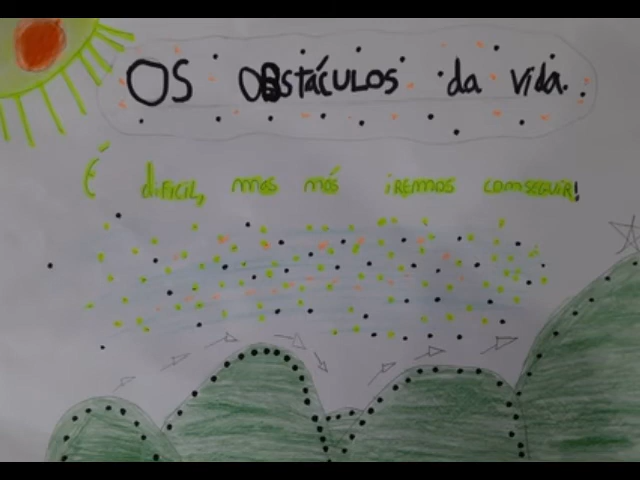 OS OBSTÁCULOS da vida.
É difícil, mas nós iremos conseguir!